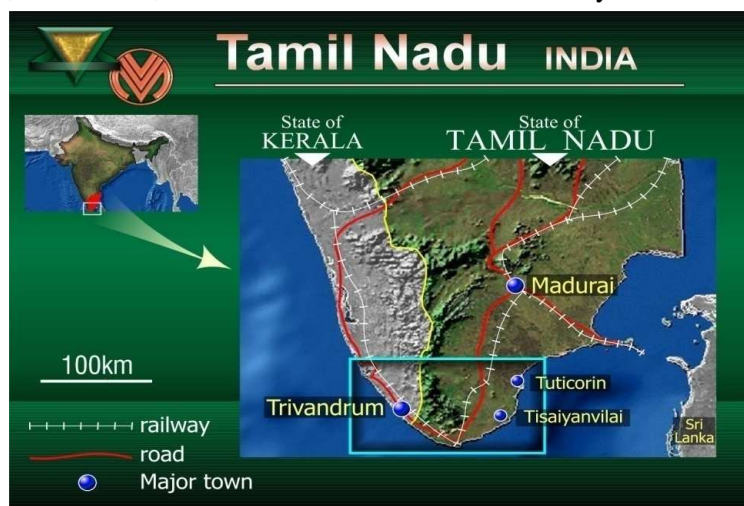 Tamil Nadu INDIA
State of
KERALA
State of
TAMIL NADU
Madurai
100km
Tuticorin
Trivandrum
Tisaiyanvilai
Sri
Lanka
railway
road
Major town